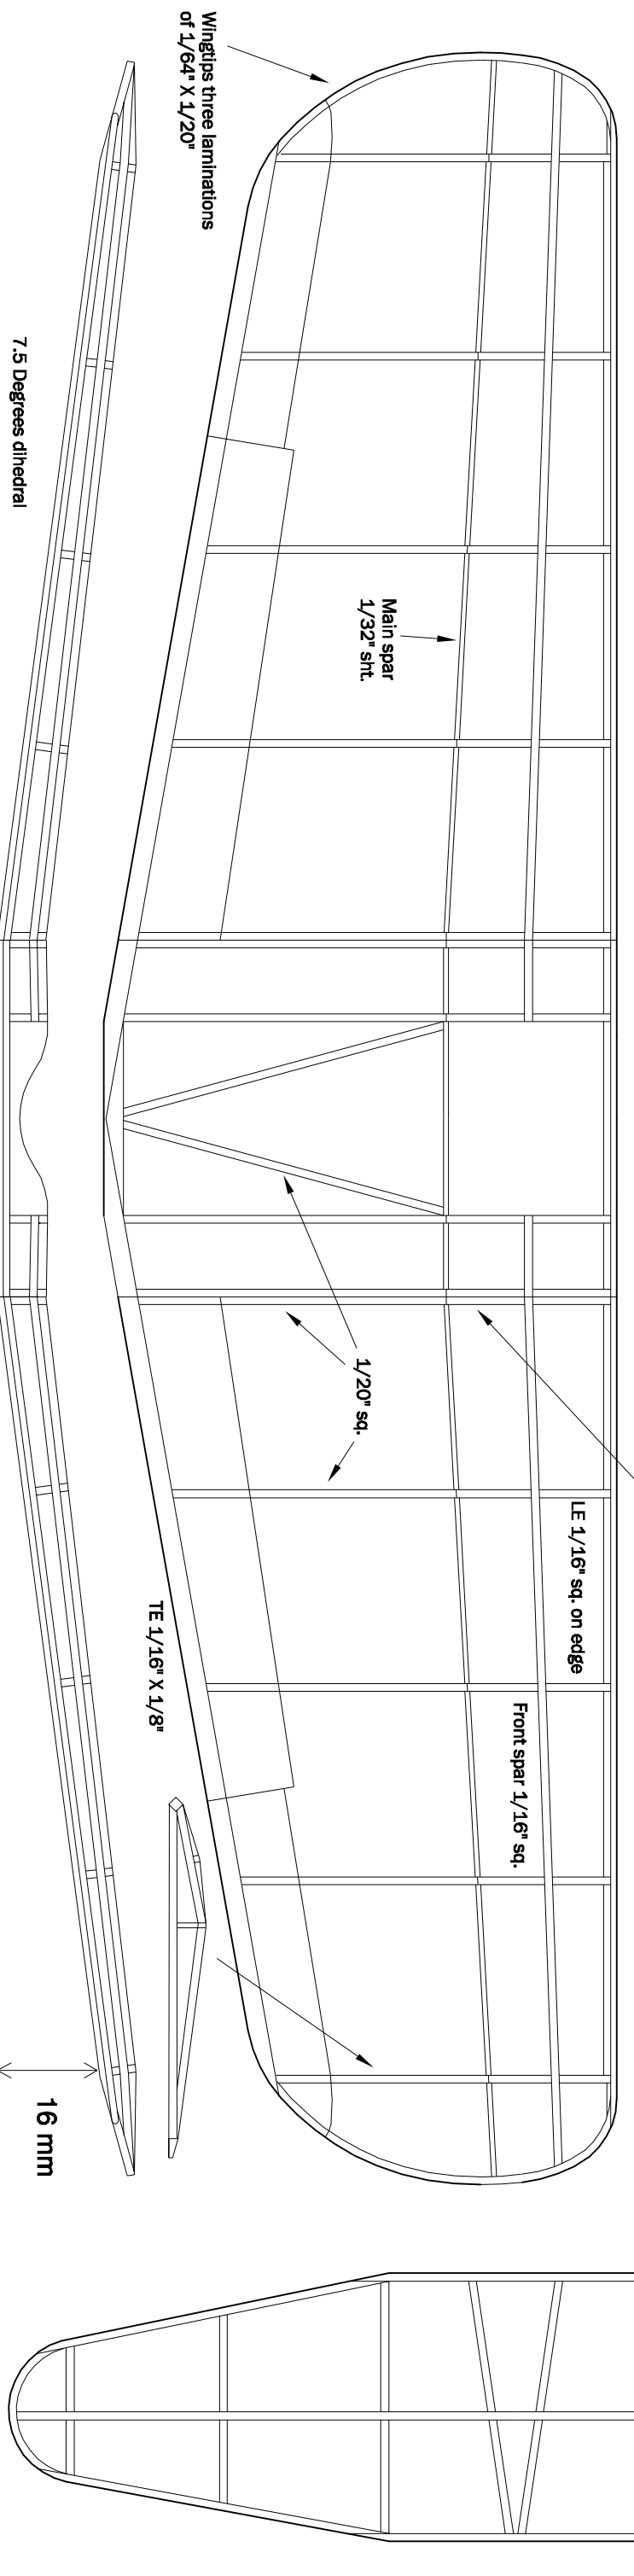 Wingtips three laminations
of 1/64" X 1/20"
7.5 Degrees dihedral
Main spar
1/32" sht.
1/20" sq.
LE 1/16" sq. on edge
Front spar 1/16" sq.
TE 1/16" X 1/8"
16 mm